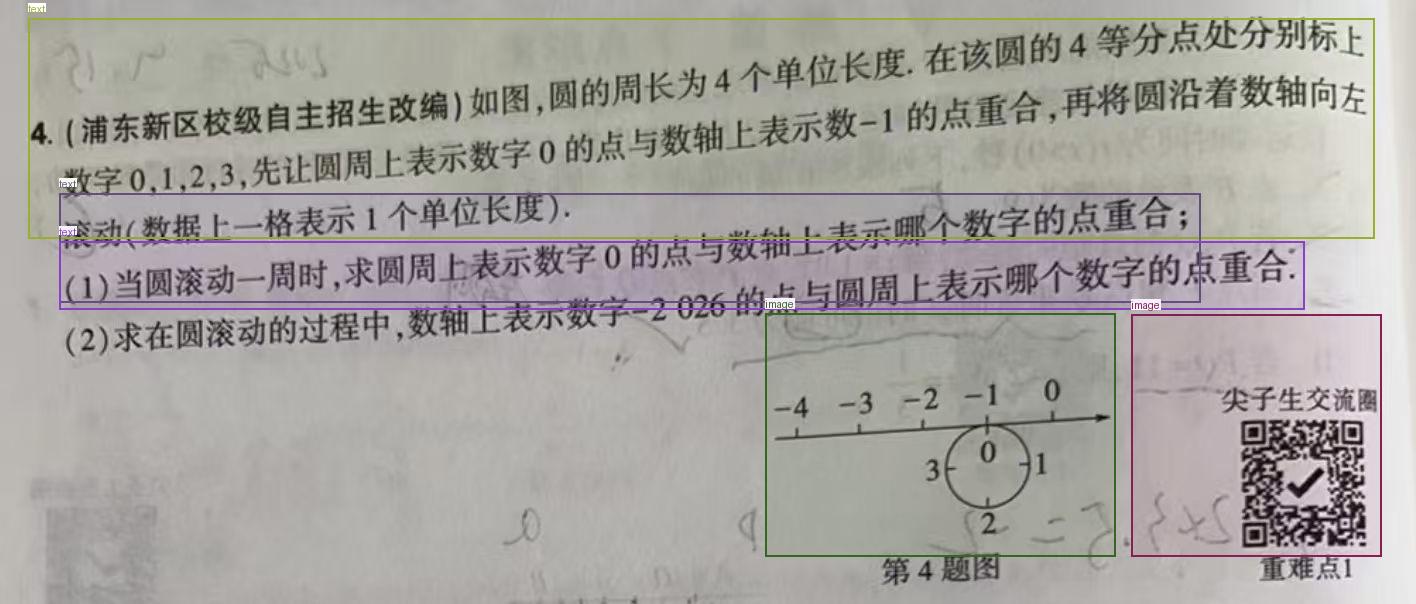 4. (浦东新区校级自主招生改编)如图,圆的周长为 4 个单位长度. 在该圆的 4 等分点处分别标上
数字 0,1,2,3,先让圆周上表示数字 0 的点与数轴上表示数-1 的点重合,再将圆沿着数轴向左
滚动(数据上一格表示 1 个单位长度).
(1)当圆滚动一周时,求圆周上表示数字 0 的点与数轴上表示哪个数字的点重合;
(2)求在圆滚动的过程中,数轴上表示数字-2 026 的点与圆周上表示哪个数字的点重合.
-4 -3 -2 -1 0
0
3 1
2
第 4 题图
尖子生交流圈
重难点1
text
text
text
image
image